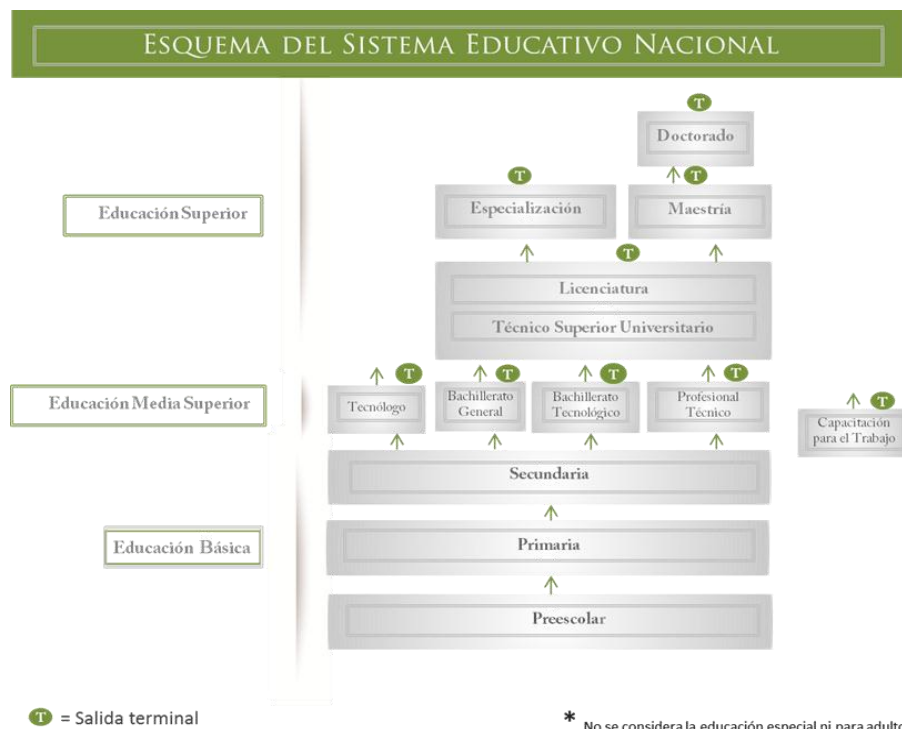 ESQUEMA DEL SISTEMA EDUCATIVO NACIONAL
T
Doctorado
T
T
Educación Superior
Especialización
Maestría
T
Licenciatura
Técnico Superior Universitario
T
T
T
T
Educación Media Superior
Tecnólogo
Bachillerato
General
Bachillerato
Tecnológico
Profesional
Técnico
T
Capacitación
para el Trabajo
Secundaria
Educación Básica
Primaria
Preescolar
T = Salida terminal
* No se considera la educación especial ni para adulto